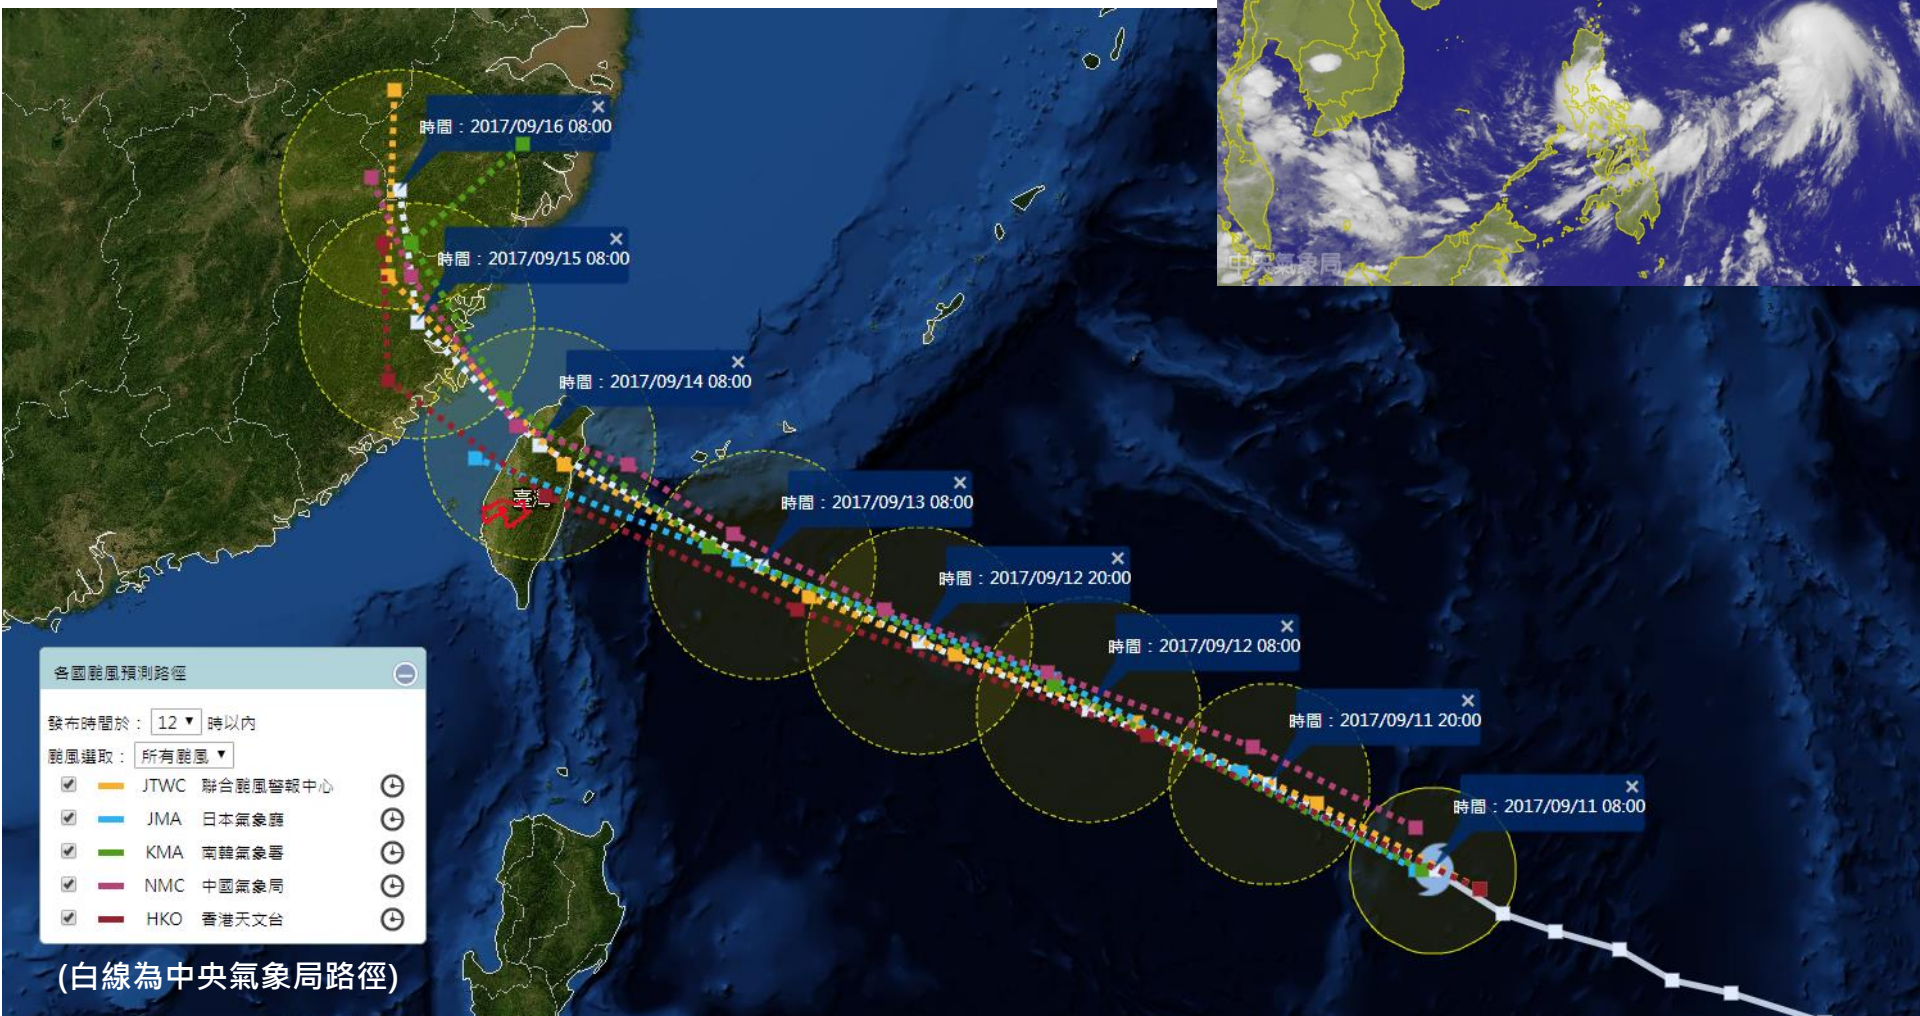 中央氣象局
時間：2017/09/16 08:00
時間：2017/09/15 08:00
時間：2017/09/14 08:00
時間：2017/09/13 08:00
時間：2017/09/12 20:00
時間：2017/09/12 08:00
時間：2017/09/11 20:00
時間：2017/09/11 08:00
臺灣
各國颱風預測路徑
發布時間於： 12 時以內
颱風選取： 所有颱風
JTWC 聯合颱風警報中心
JMA 日本氣象廳
KMA 南韓氣象署
NMC 中國氣象局
HKO 香港天文台
(白線為中央氣象局路徑)